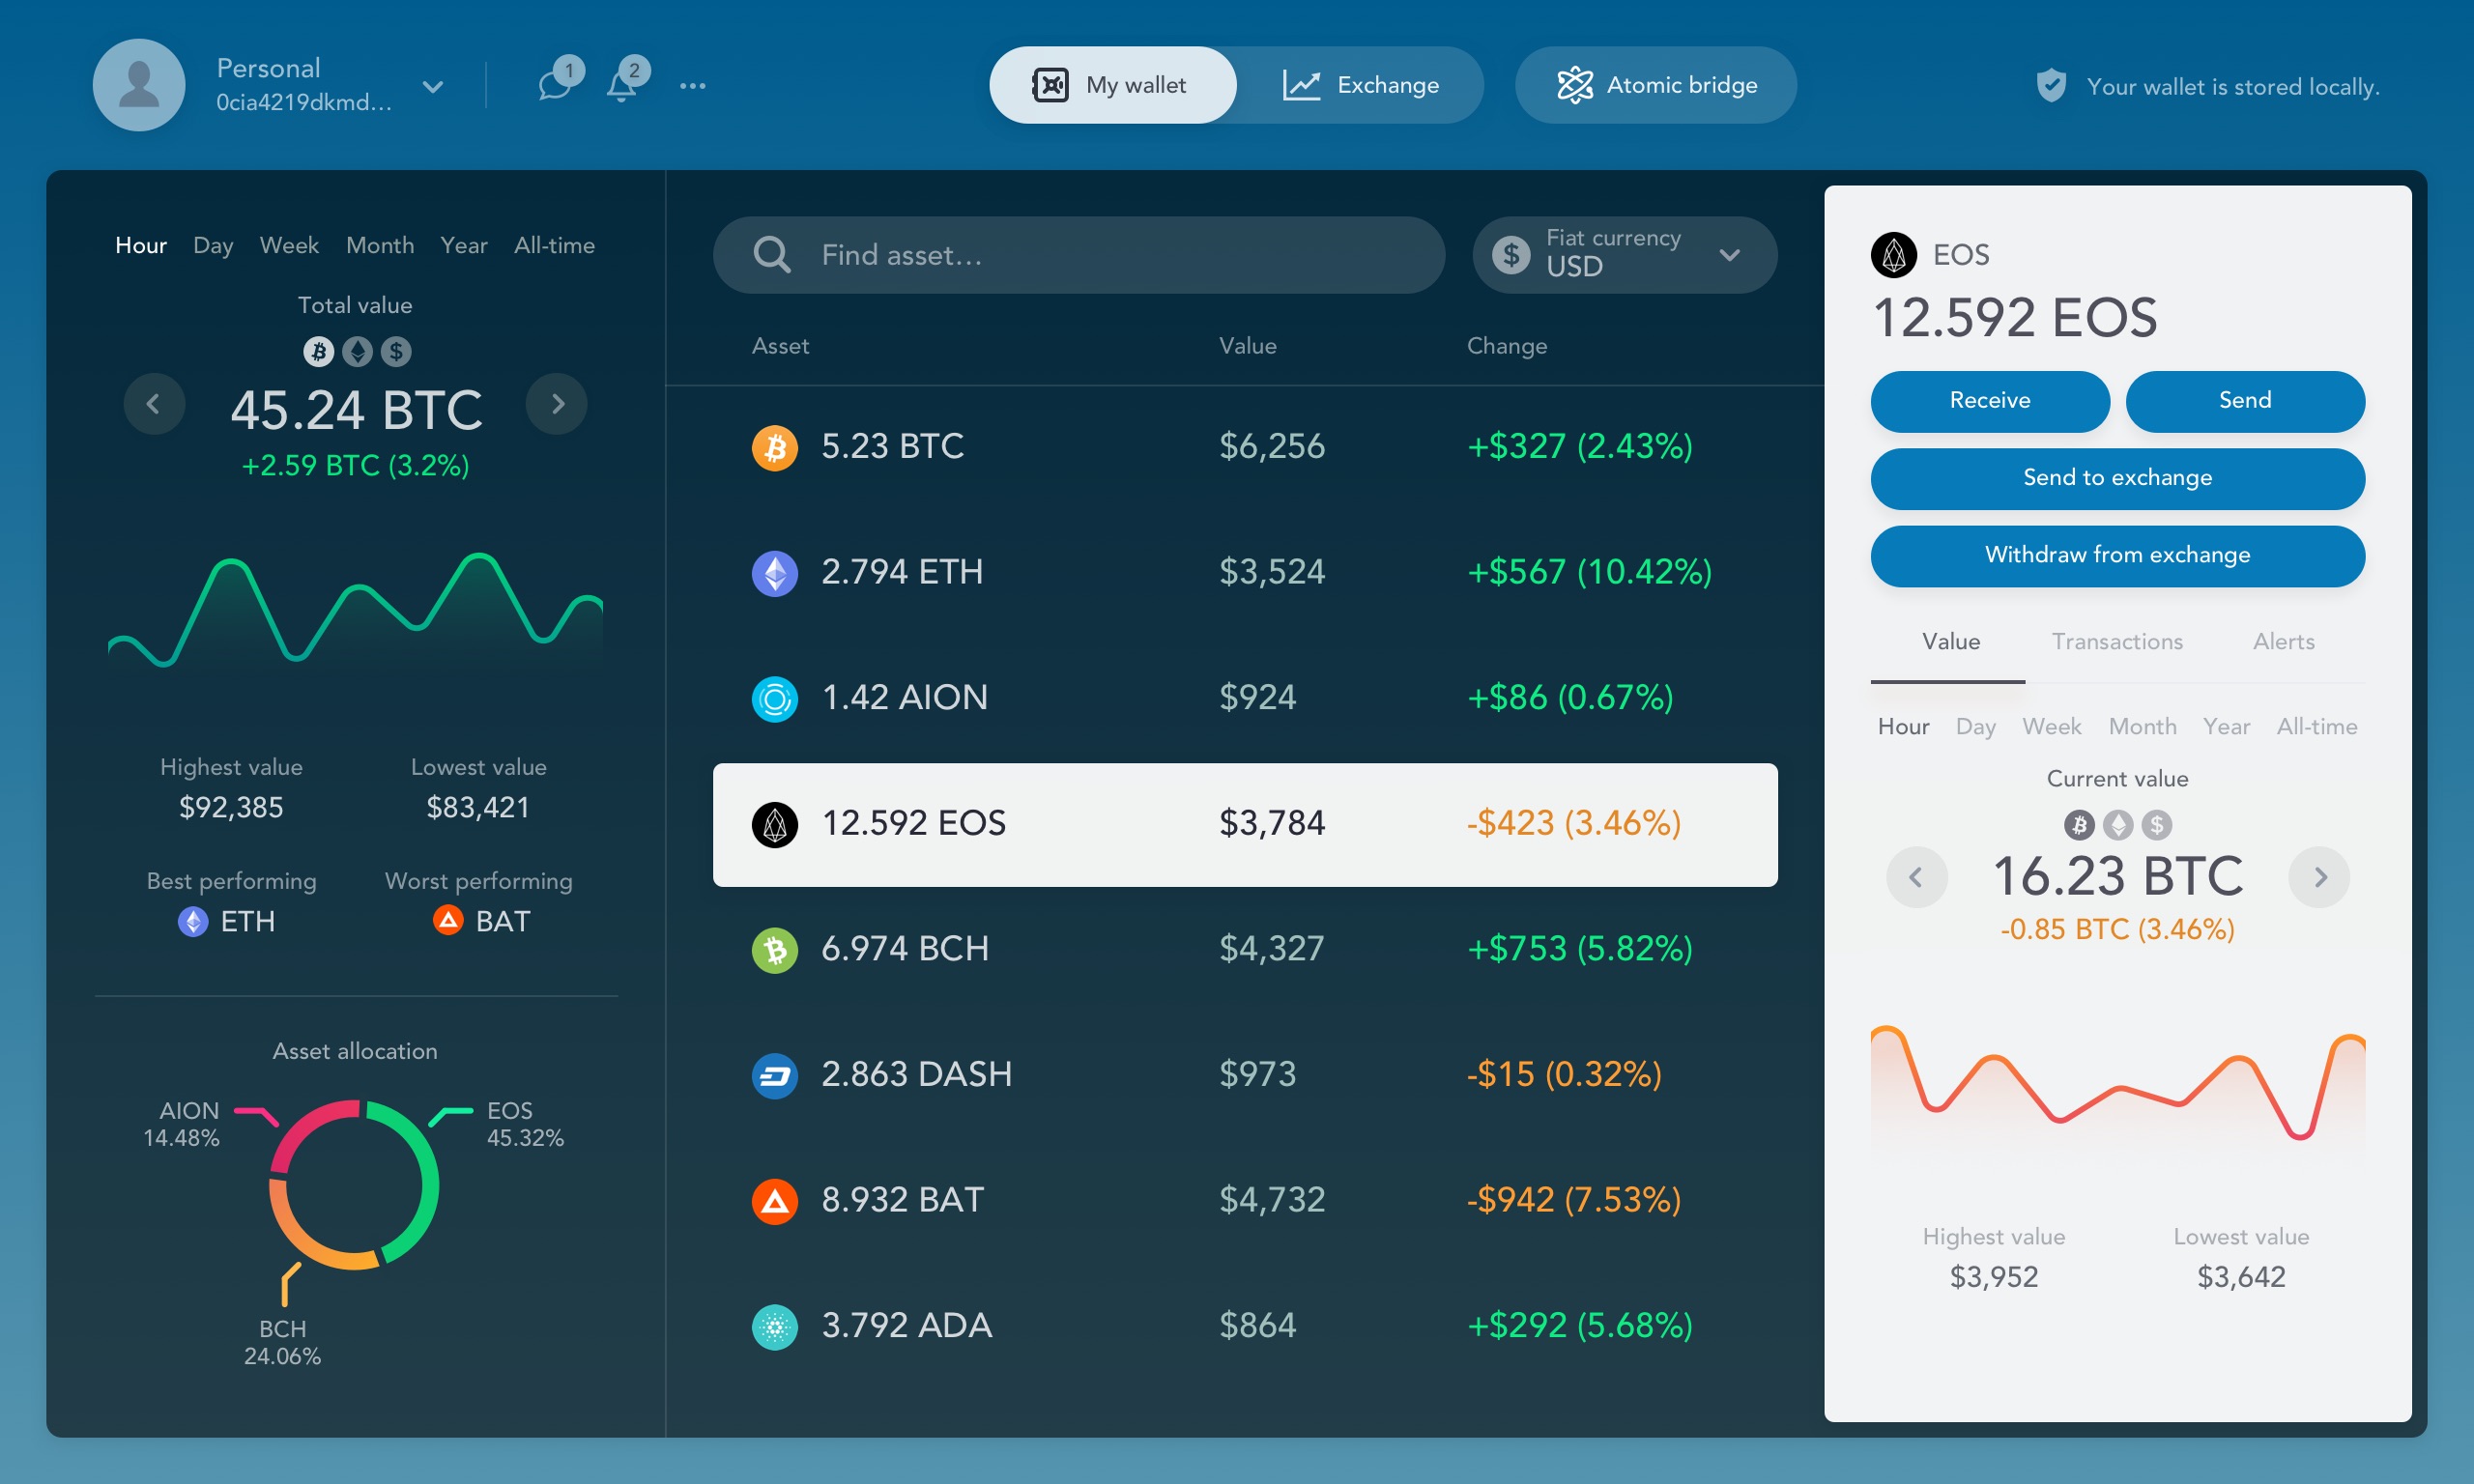 Personal
0cia4219dkmd...
1
2
My wallet
Exchange
Atomic bridge
Your wallet is stored locally.
Hour Day Week Month Year All-time
Total value
45.24 BTC
+2.59 BTC (3.2%)
Highest value
$92,385
Lowest value
$83,421
Best performing
ETH
Worst performing
BAT
Asset allocation
AION
14.48%
EOS
45.32%
BCH
24.06%
Find asset...
$
Fiat currency
USD
Asset Value Change
5.23 BTC $6,256 +$327 (2.43%)
2.794 ETH $3,524 +$567 (10.42%)
1.42 AION $924 +$86 (0.67%)
12.592 EOS $3,784 -$423 (3.46%)
6.974 BCH $4,327 +$753 (5.82%)
2.863 DASH $973 -$15 (0.32%)
8.932 BAT $4,732 -$942 (7.53%)
3.792 ADA $864 +$292 (5.68%)
EOS
12.592 EOS
Receive
Send
Send to exchange
Withdraw from exchange
Value Transactions Alerts
Hour Day Week Month Year All-time
Current value
16.23 BTC
-0.85 BTC (3.46%)
Highest value
$3,952
Lowest value
$3,642